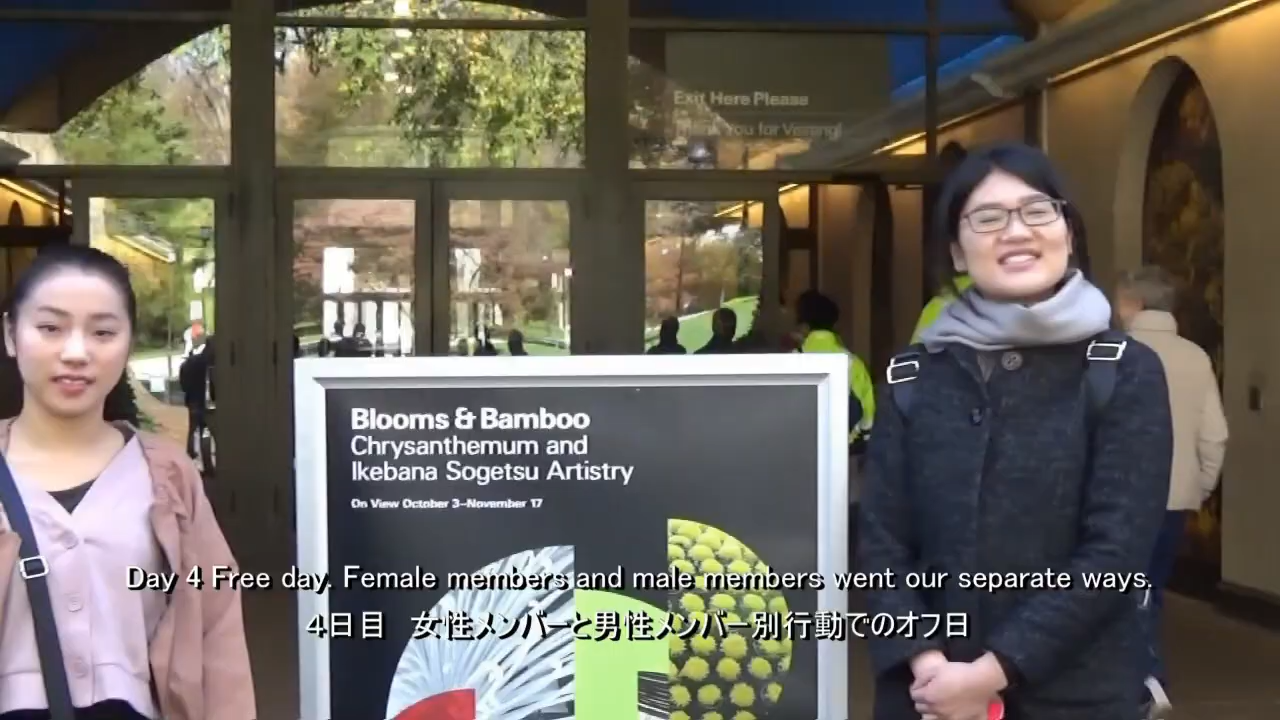 Exit Here Please
Thank You for Visiting!
Blooms & Bamboo
Chrysanthemum and
Ikebana Sogetsu Artistry
On View October 3–November 17
Day 4 Free day. Female members and male members went our separate ways.
4日目 女性メンバーと男性メンバー別行動でのオフ日